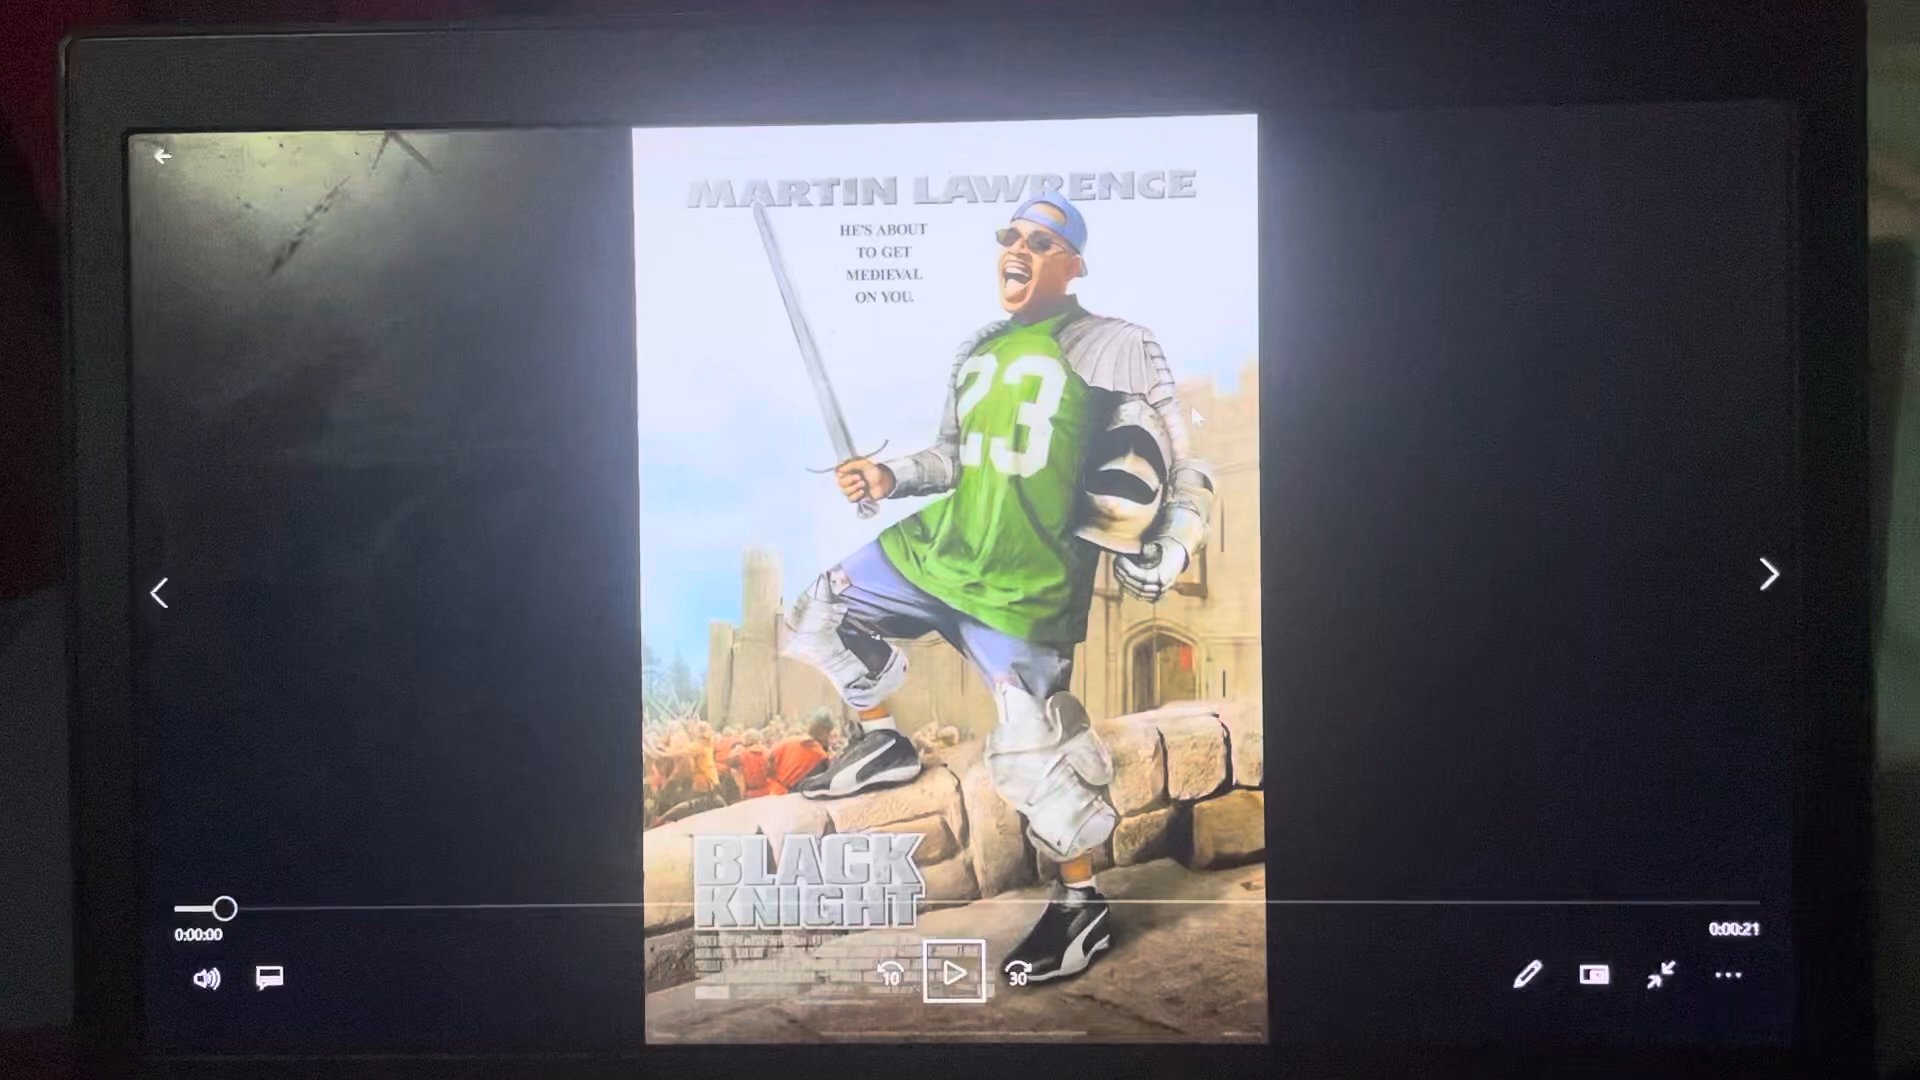 MARTIN LAWRENCE
HE'S ABOUT
TO GET
MEDIEVAL
ON YOU.
23
BLACK
KNIGHT
0:00:00
0:00:21
10
30